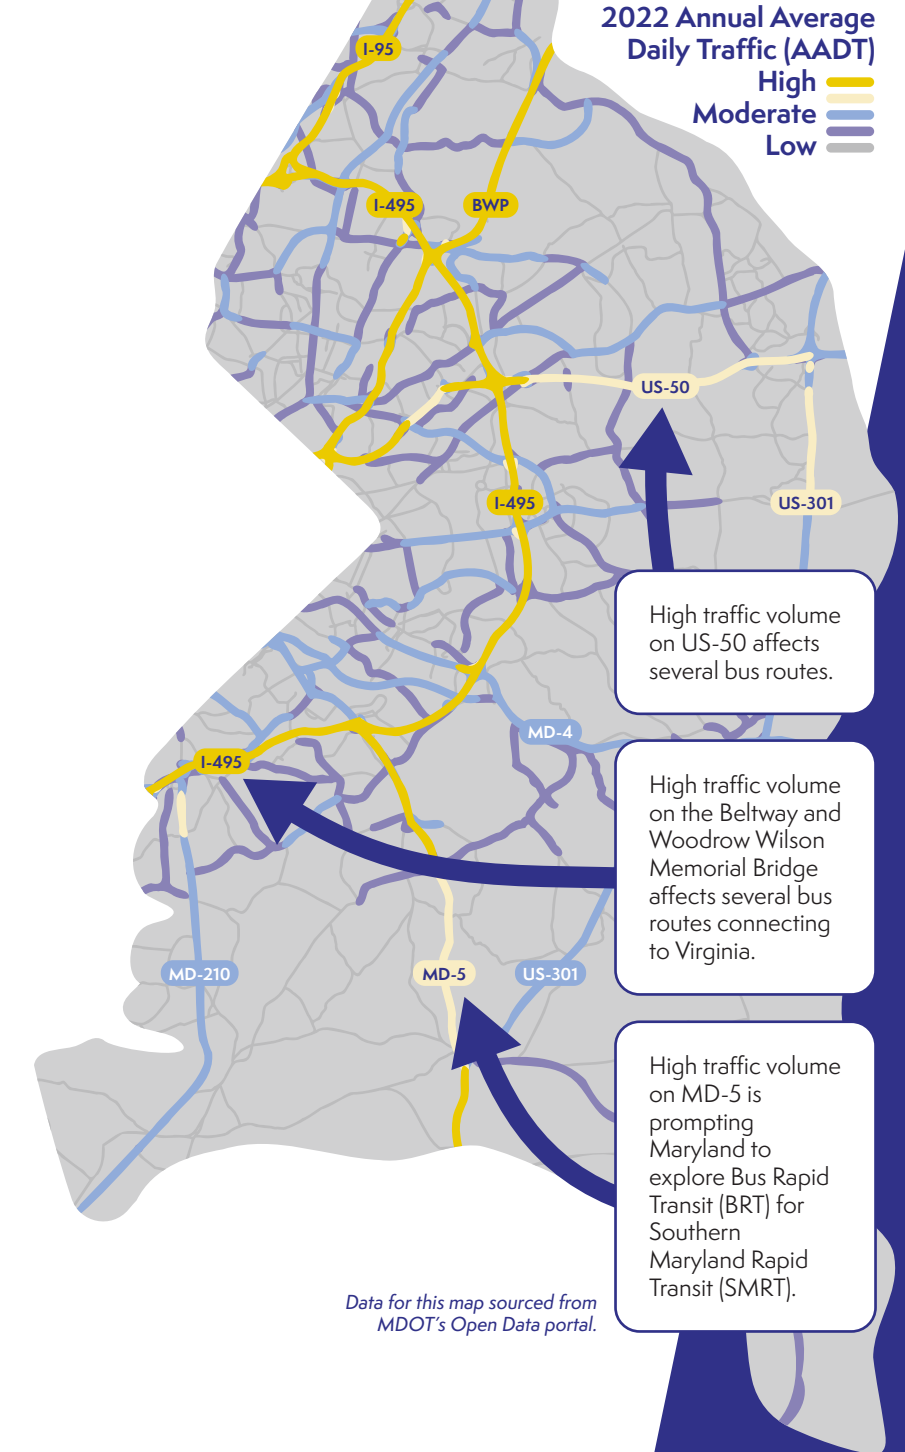 2022 Annual Average
Daily Traffic (AADT)
High
Moderate
Low
I-95
I-495
BWP
US-50
I-495
US-301
High traffic volume
on US-50 affects
several bus routes.
MD-4
I-495
High traffic volume
on the Beltway and
Woodrow Wilson
Memorial Bridge
affects several bus
routes connecting
to Virginia.
MD-210
MD-5
US-301
High traffic volume
on MD-5 is
prompting
Maryland to
explore Bus Rapid
Transit (BRT) for
Southern
Maryland Rapid
Transit (SMRT).
Data for this map sourced from
MDOT's Open Data portal.